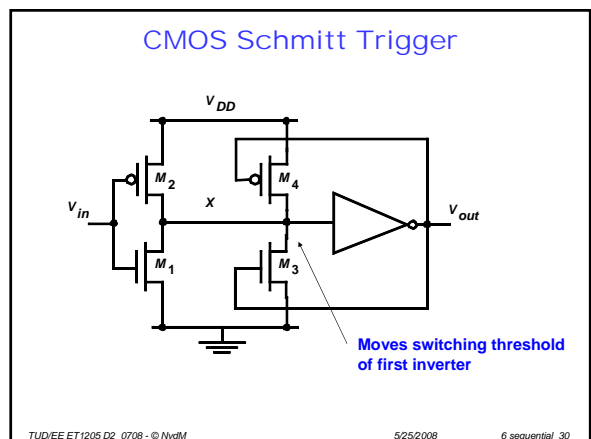 CMOS Schmitt Trigger
V DD
M2
M4
Vin
X
Vout
M1
M3
Moves switching threshold
of first inverter
TUD/EE ET1205 D2 0708 - © NvdM 5/25/2008 6 sequential 30